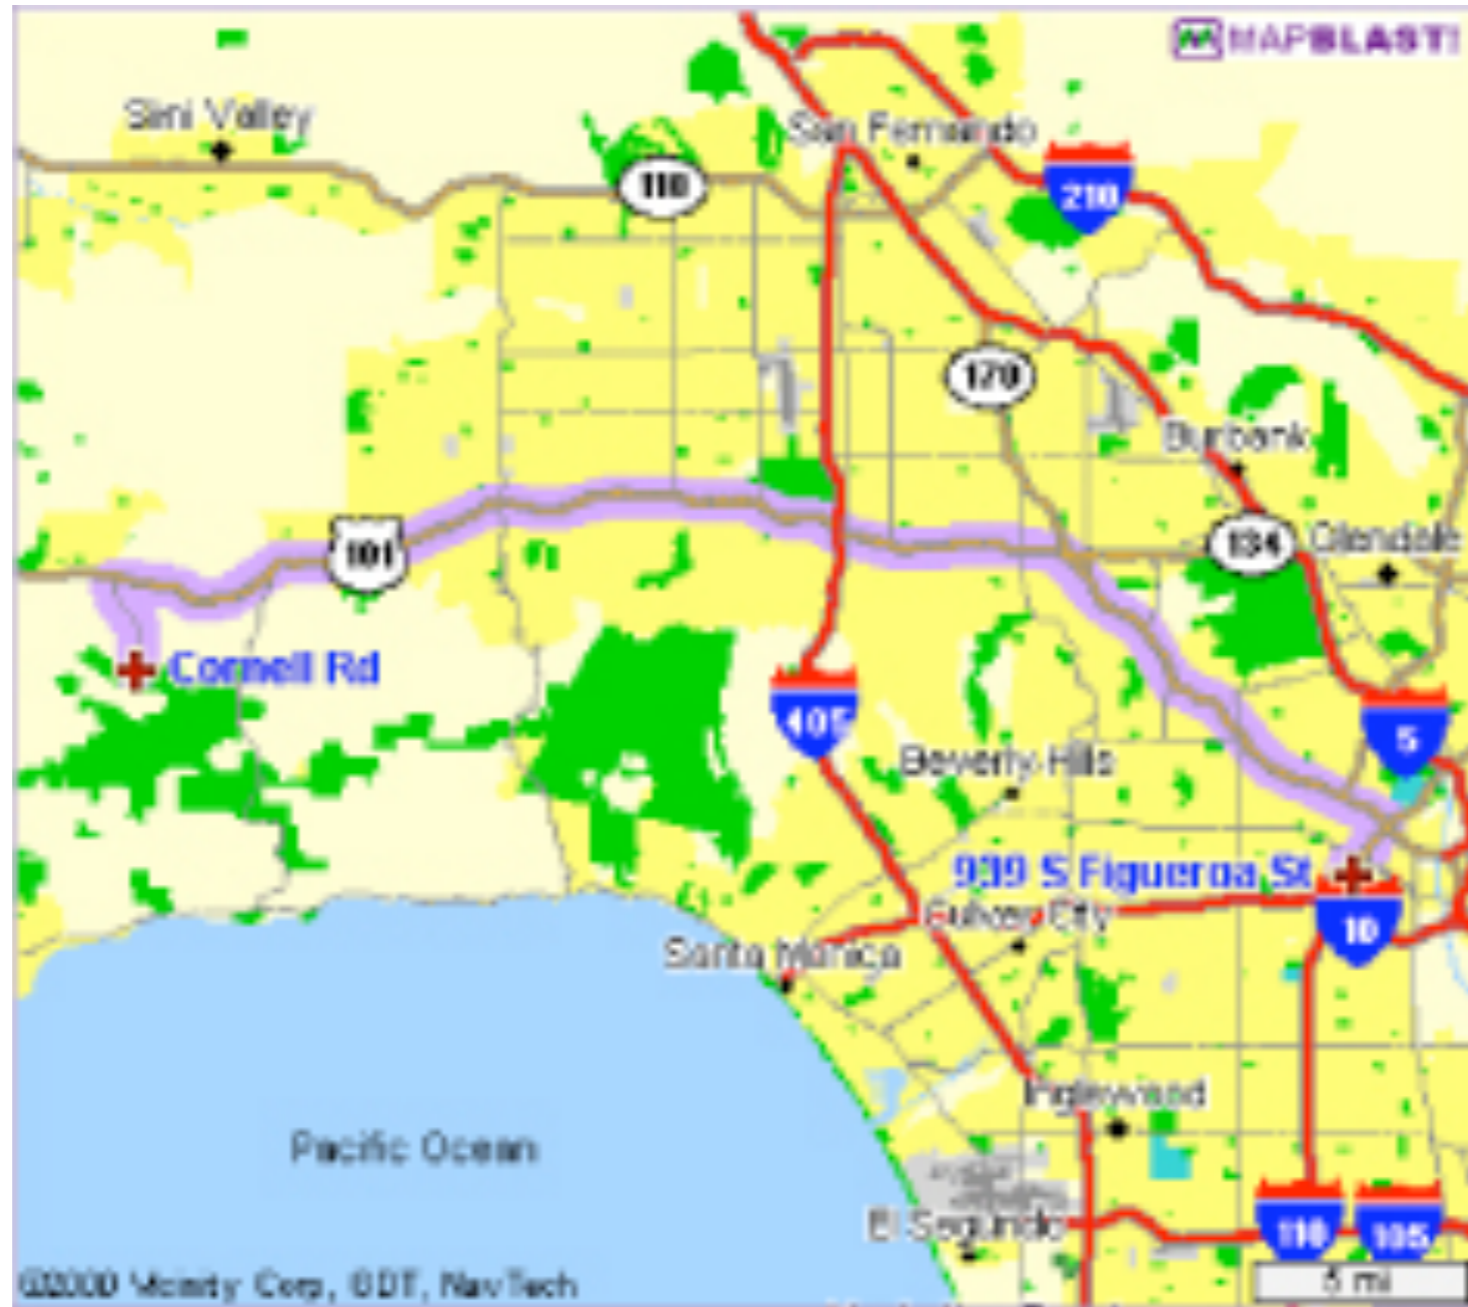 MAPBLAST!
Simi Valley
San Fernando
118
210
170
Burbank
101
134
Glendale
Cornell Rd
405
5
Beverly Hills
939 S Figueroa St
Culver City
10
Santa Monica
Inglewood
Pacific Ocean
El Segundo
110
105
©2000 Vicinity Corp, GDT, NavTech
5 mi